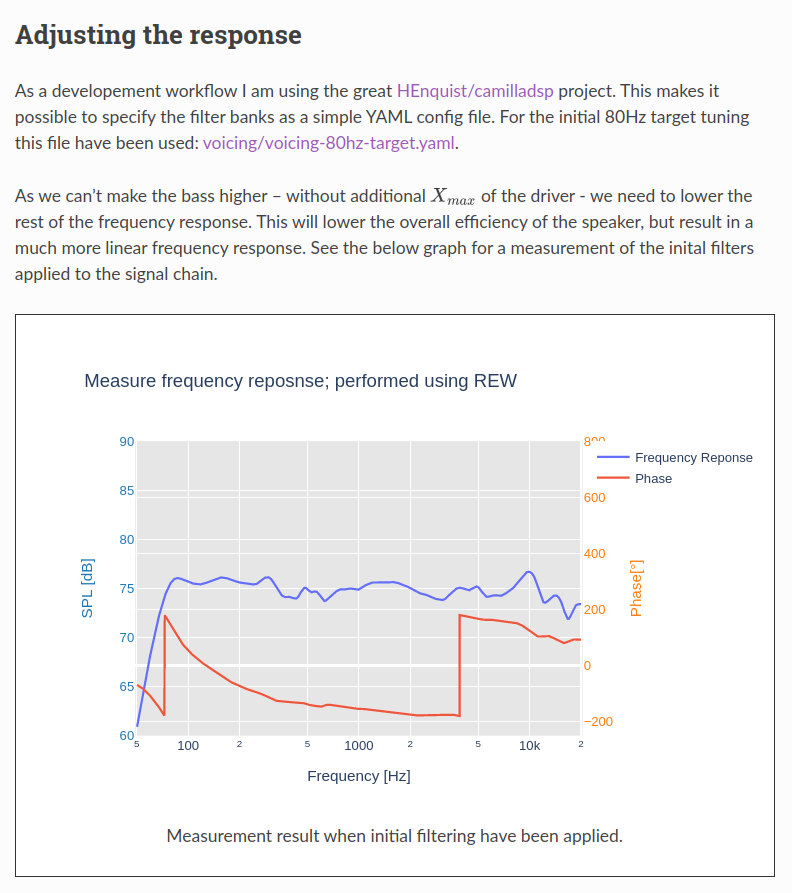 Adjusting the response
As a developement workflow I am using the great HEnquist/camilladsp project. This makes it
possible to specify the filter banks as a simple YAML config file. For the initial 80Hz target tuning
this file have been used: voicing/voicing-80hz-target.yaml.
As we can’t make the bass higher – without additional Xmax of the driver - we need to lower the
rest of the frequency response. This will lower the overall efficiency of the speaker, but result in a
much more linear frequency response. See the below graph for a measurement of the inital filters
applied to the signal chain.
Measure frequency reposnse; performed using REW
90
85
80
75
70
65
60
SPL [dB]
800
600
400
200
0
−200
Phase[°]
Frequency Reponse
Phase
5 100 2 5 1000 2 5 10k 2
Frequency [Hz]
Measurement result when initial filtering have been applied.